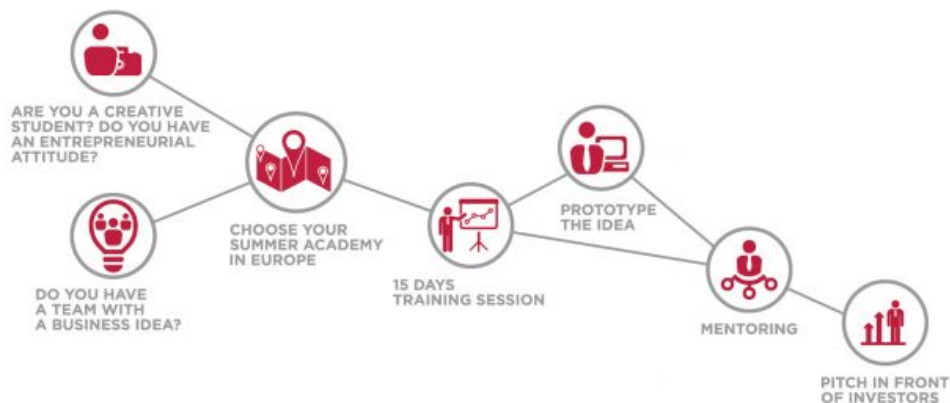 ARE YOU A CREATIVE
STUDENT? DO YOU HAVE
AN ENTREPRENEURIAL
ATTITUDE?
DO YOU HAVE
A TEAM WITH
A BUSINESS IDEA?
CHOOSE YOUR
SUMMER ACADEMY
IN EUROPE
15 DAYS
TRAINING SESSION
PROTOTYPE
THE IDEA
MENTORING
PITCH IN FRONT
OF INVESTORS